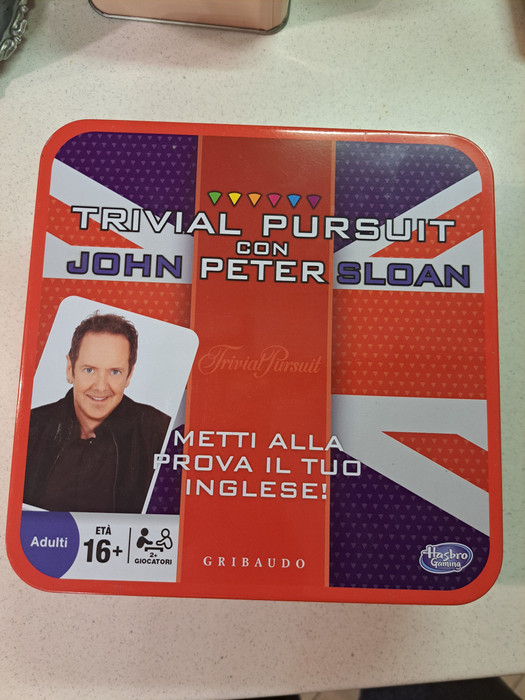 TRIVIAL PURSUIT
CON
JOHN PETER SLOAN
Trivial Pursuit
METTI ALLA
PROVA IL TUO
INGLESE!
Adulti
ETÀ
16+
2+
GIOCATORI
GRIBAUDO
Hasbro
Gaming